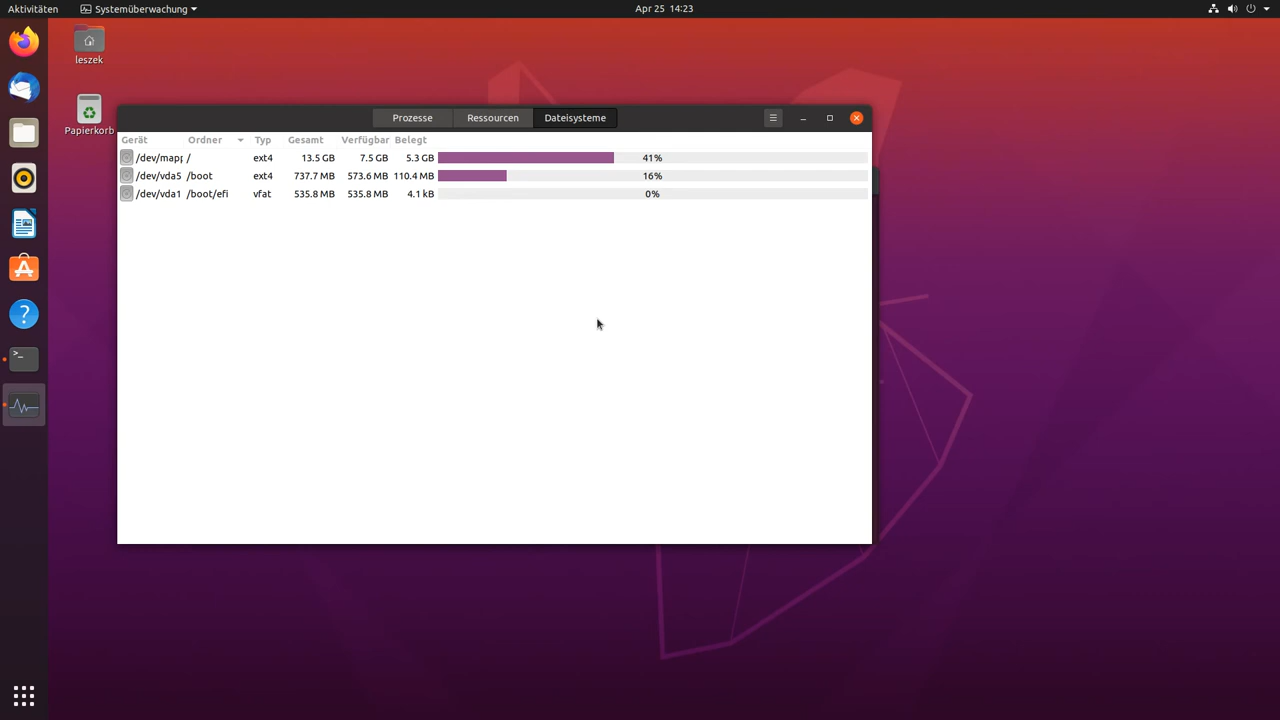 Aktivitäten Systemüberwachung Apr 25 14:23
leszek
Papierkorb
Prozesse Ressourcen Dateisysteme
Gerät Ordner Typ Gesamt Verfügbar Belegt
/dev/mapp / ext4 13.5 GB 7.5 GB 5.3 GB 41%
/dev/vda5 /boot ext4 737.7 MB 573.6 MB 110.4 MB 16%
/dev/vda1 /boot/efi vfat 535.8 MB 535.8 MB 4.1 kB 0%